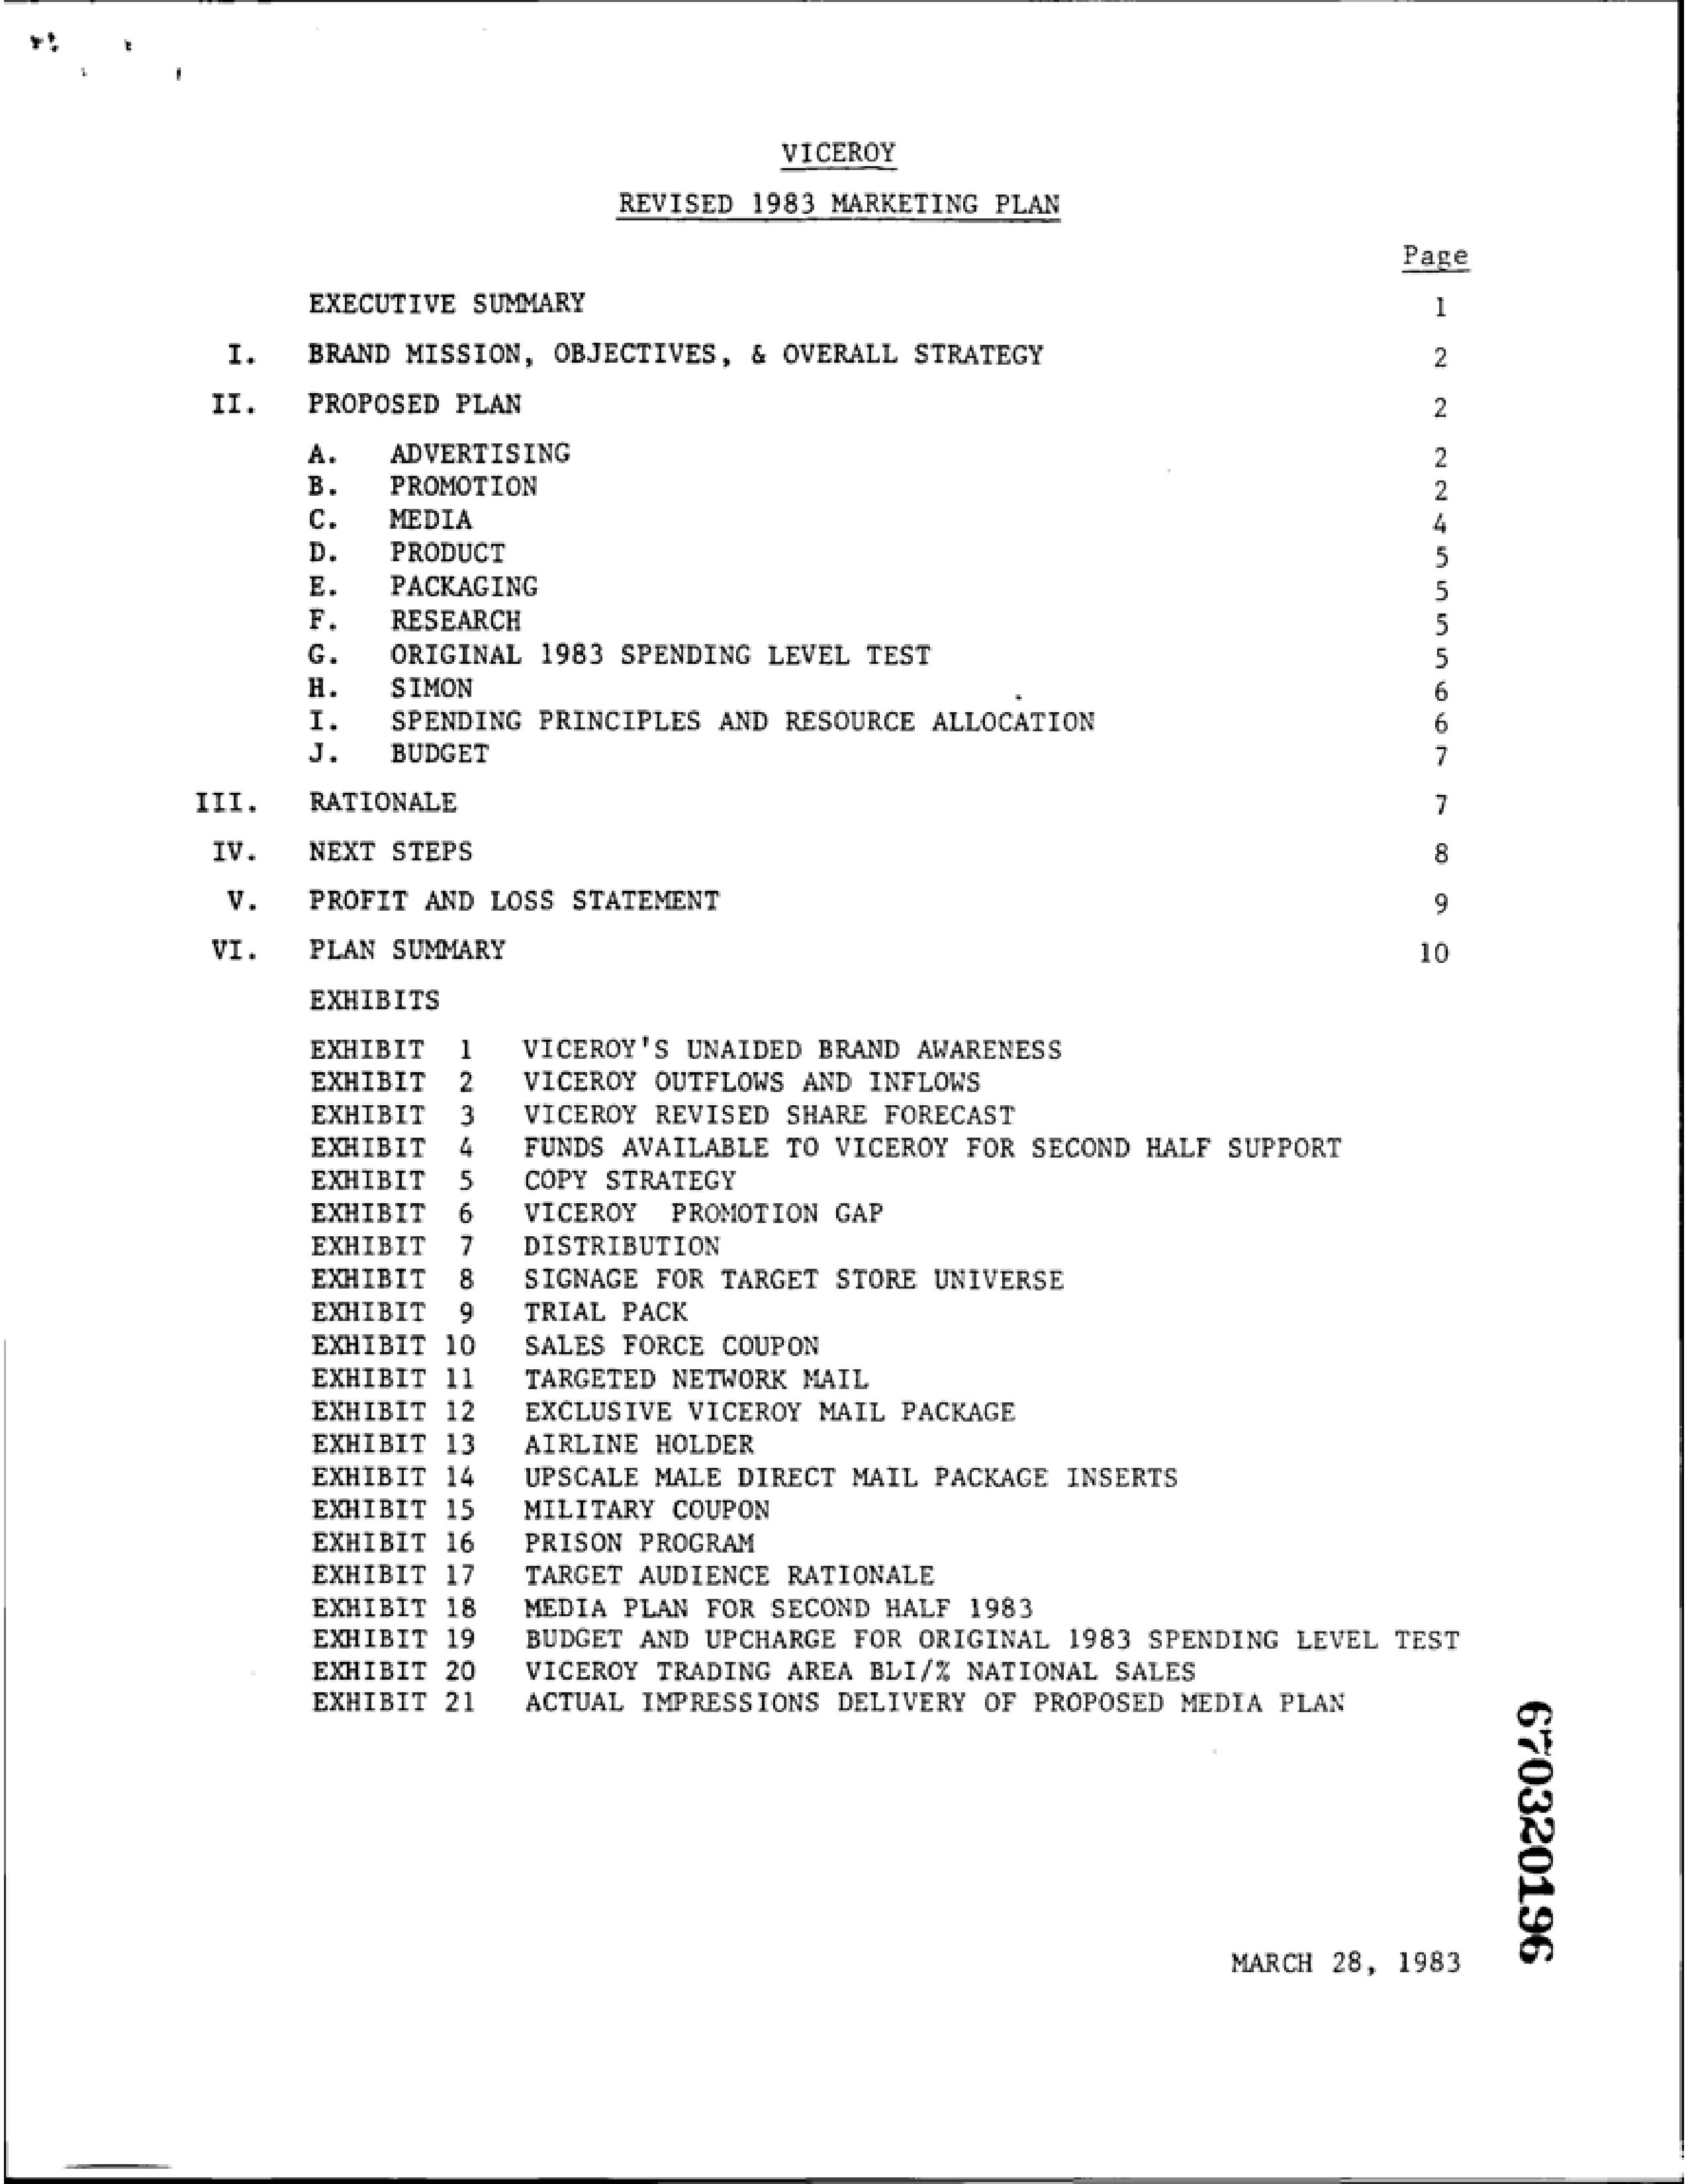 VICEROY
REVISED 1983 MARKETING PLAN
Page
EXECUTIVE SUMMARY 1
I. BRAND MISSION, OBJECTIVES, & OVERALL STRATEGY 2
II. PROPOSED PLAN 2
A. ADVERTISING 2
B. PROMOTION 2
C. MEDIA 4
D. PRODUCT 5
E. PACKAGING 5
F. RESEARCH 5
G. ORIGINAL 1983 SPENDING LEVEL TEST 5
H. SIMON 6
I. SPENDING PRINCIPLES AND RESOURCE ALLOCATION 6
J. BUDGET 7
III. RATIONALE 7
IV. NEXT STEPS 8
V. PROFIT AND LOSS STATEMENT 9
VI. PLAN SUMMARY 10
EXHIBITS
EXHIBIT 1 VICEROY'S UNAIDED BRAND AWARENESS
EXHIBIT 2 VICEROY OUTFLOWS AND INFLOWS
EXHIBIT 3 VICEROY REVISED SHARE FORECAST
EXHIBIT 4 FUNDS AVAILABLE TO VICEROY FOR SECOND HALF SUPPORT
EXHIBIT 5 COPY STRATEGY
EXHIBIT 6 VICEROY PROMOTION GAP
EXHIBIT 7 DISTRIBUTION
EXHIBIT 8 SIGNAGE FOR TARGET STORE UNIVERSE
EXHIBIT 9 TRIAL PACK
EXHIBIT 10 SALES FORCE COUPON
EXHIBIT 11 TARGETED NETWORK MAIL
EXHIBIT 12 EXCLUSIVE VICEROY MAIL PACKAGE
EXHIBIT 13 AIRLINE HOLDER
EXHIBIT 14 UPSCALE MALE DIRECT MAIL PACKAGE INSERTS
EXHIBIT 15 MILITARY COUPON
EXHIBIT 16 PRISON PROGRAM
EXHIBIT 17 TARGET AUDIENCE RATIONALE
EXHIBIT 18 MEDIA PLAN FOR SECOND HALF 1983
EXHIBIT 19 BUDGET AND UPCHARGE FOR ORIGINAL 1983 SPENDING LEVEL TEST
EXHIBIT 20 VICEROY TRADING AREA BLI/% NATIONAL SALES
EXHIBIT 21 ACTUAL IMPRESSIONS DELIVERY OF PROPOSED MEDIA PLAN
670320196
MARCH 28, 1983